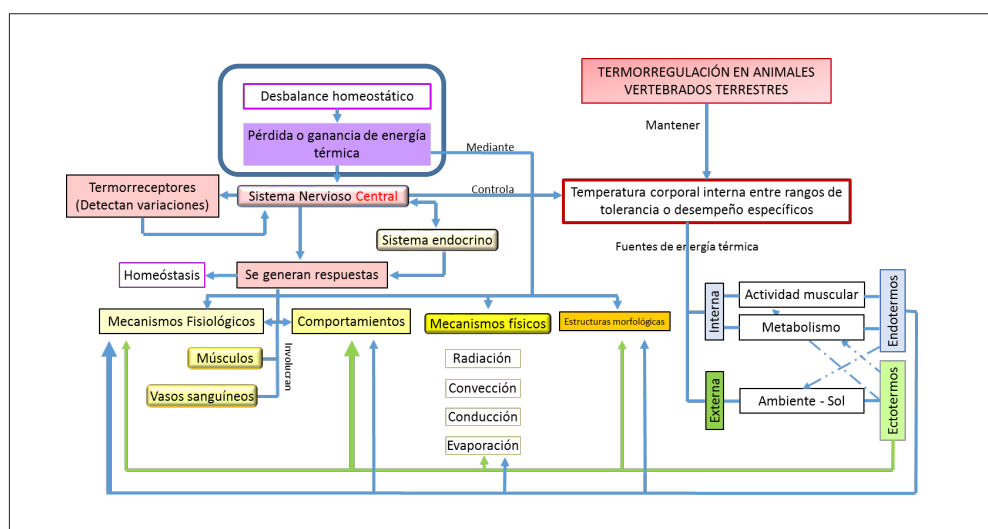 TERMORREGULACIÓN EN ANIMALES
VERTEBRADOS TERRESTRES
Mantener
Desbalance homeostático
Pérdida o ganancia de energía
térmica
Mediante
Termorreceptores
(Detectan variaciones)
Sistema Nervioso Central
Controla
Temperatura corporal interna entre rangos de
tolerancia o desempeño específicos
Sistema endocrino
Fuentes de energía térmica
Homeóstasis
Se generan respuestas
Mecanismos Fisiológicos
Comportamientos
Mecanismos físicos
Estructuras morfológicas
Involucran
Músculos
Vasos sanguíneos
Radiación
Convección
Conducción
Evaporación
Interna
Actividad muscular
Metabolismo
Endotermos
Externa
Ambiente - Sol
Ectotermos